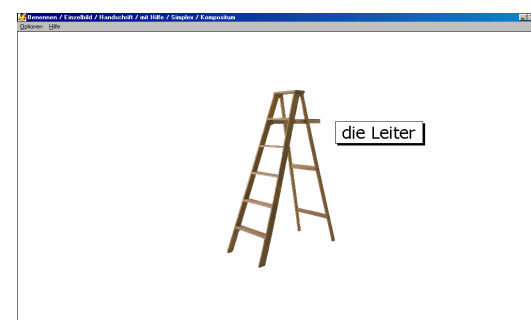 Benennen / Einzelbild / Handschrift / mit Hilfe / Simplex / Kompositum
Optionen Hilfe
die Leiter